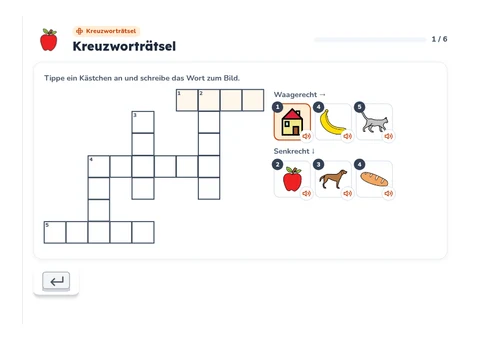 Kreuzworträtsel
Kreuzworträtsel
1 / 6
Tippe ein Kästchen an und schreibe das Wort zum Bild.
1 2
3
4
5
Waagerecht →
1 4 5
Senkrecht ↓
2 3 4